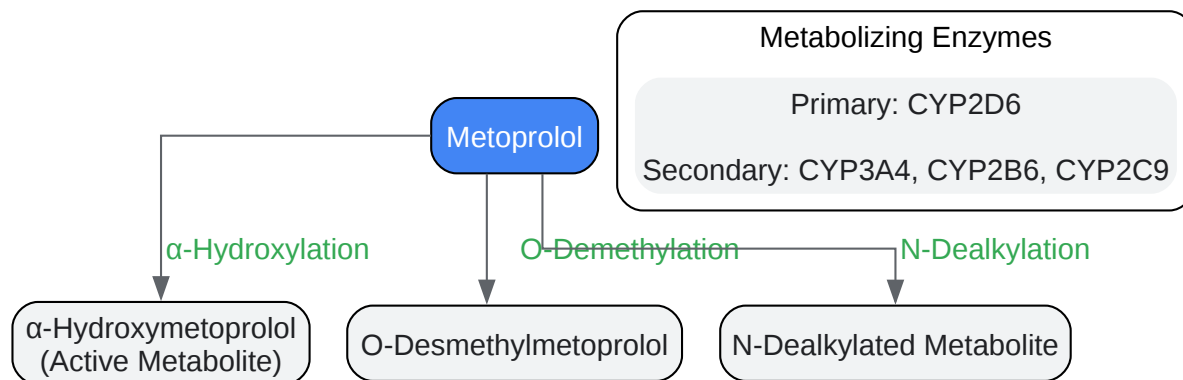 Metabolizing Enzymes
Primary: CYP2D6
Secondary: CYP3A4, CYP2B6, CYP2C9
Metoprolol
α-Hydroxylation
O-Demethylation
N-Dealkylation
α-Hydroxymetoprolol
(Active Metabolite)
O-Desmethylmetoprolol
N-Dealkylated Metabolite